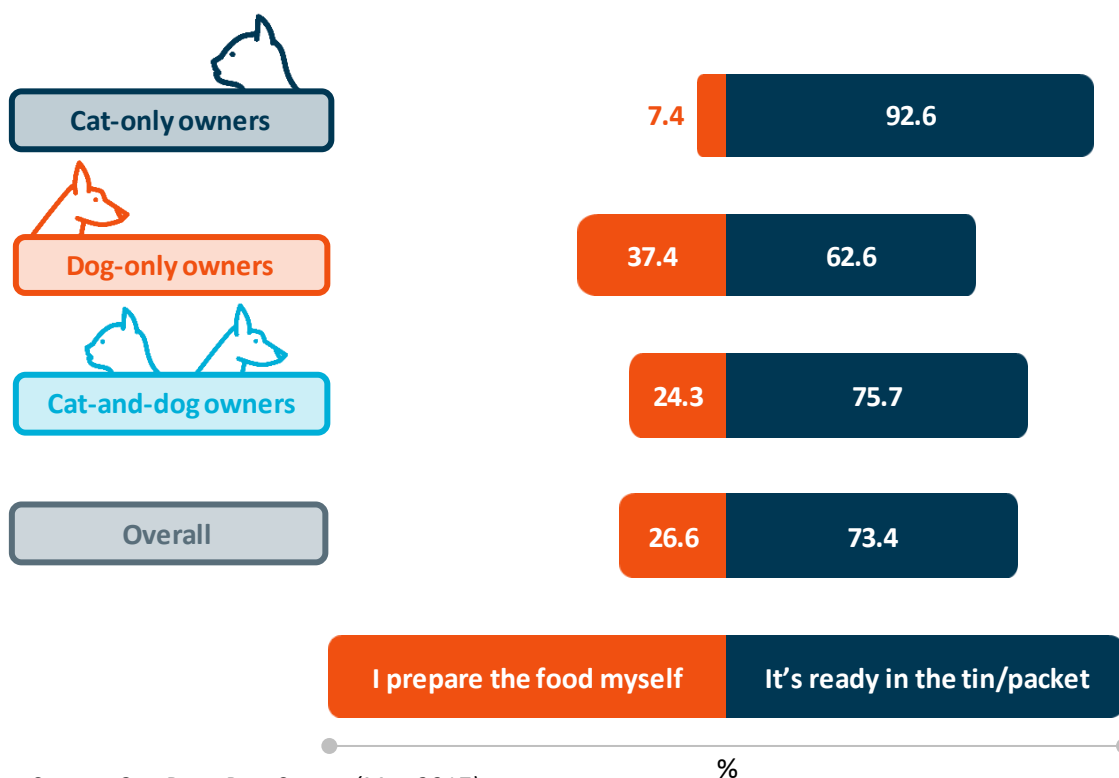 Cat-only owners
7.4
92.6
Dog-only owners
37.4
62.6
Cat-and-dog owners
24.3
75.7
Overall
26.6
73.4
I prepare the food myself
It's ready in the tin/packet
%